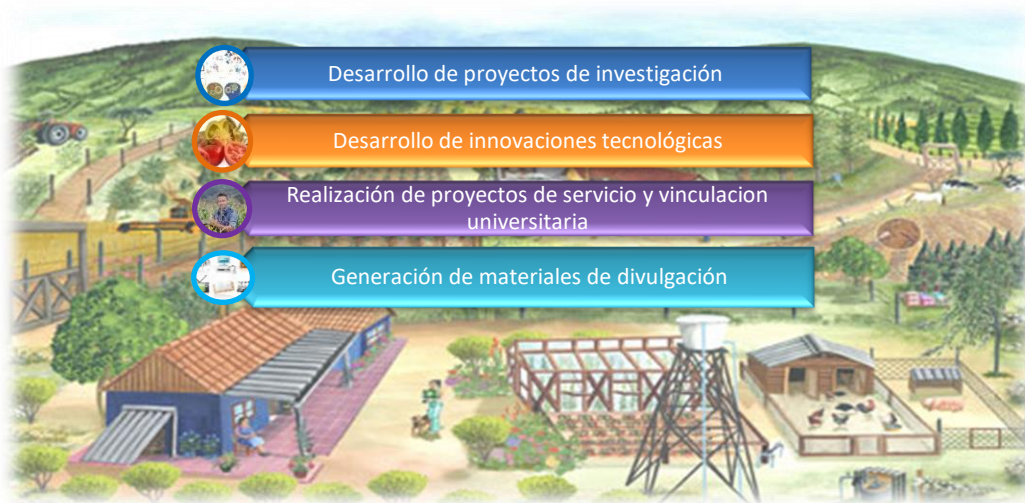 Desarrollo de proyectos de investigación
Desarrollo de innovaciones tecnológicas
Realización de proyectos de servicio y vinculacion
universitaria
Generación de materiales de divulgación